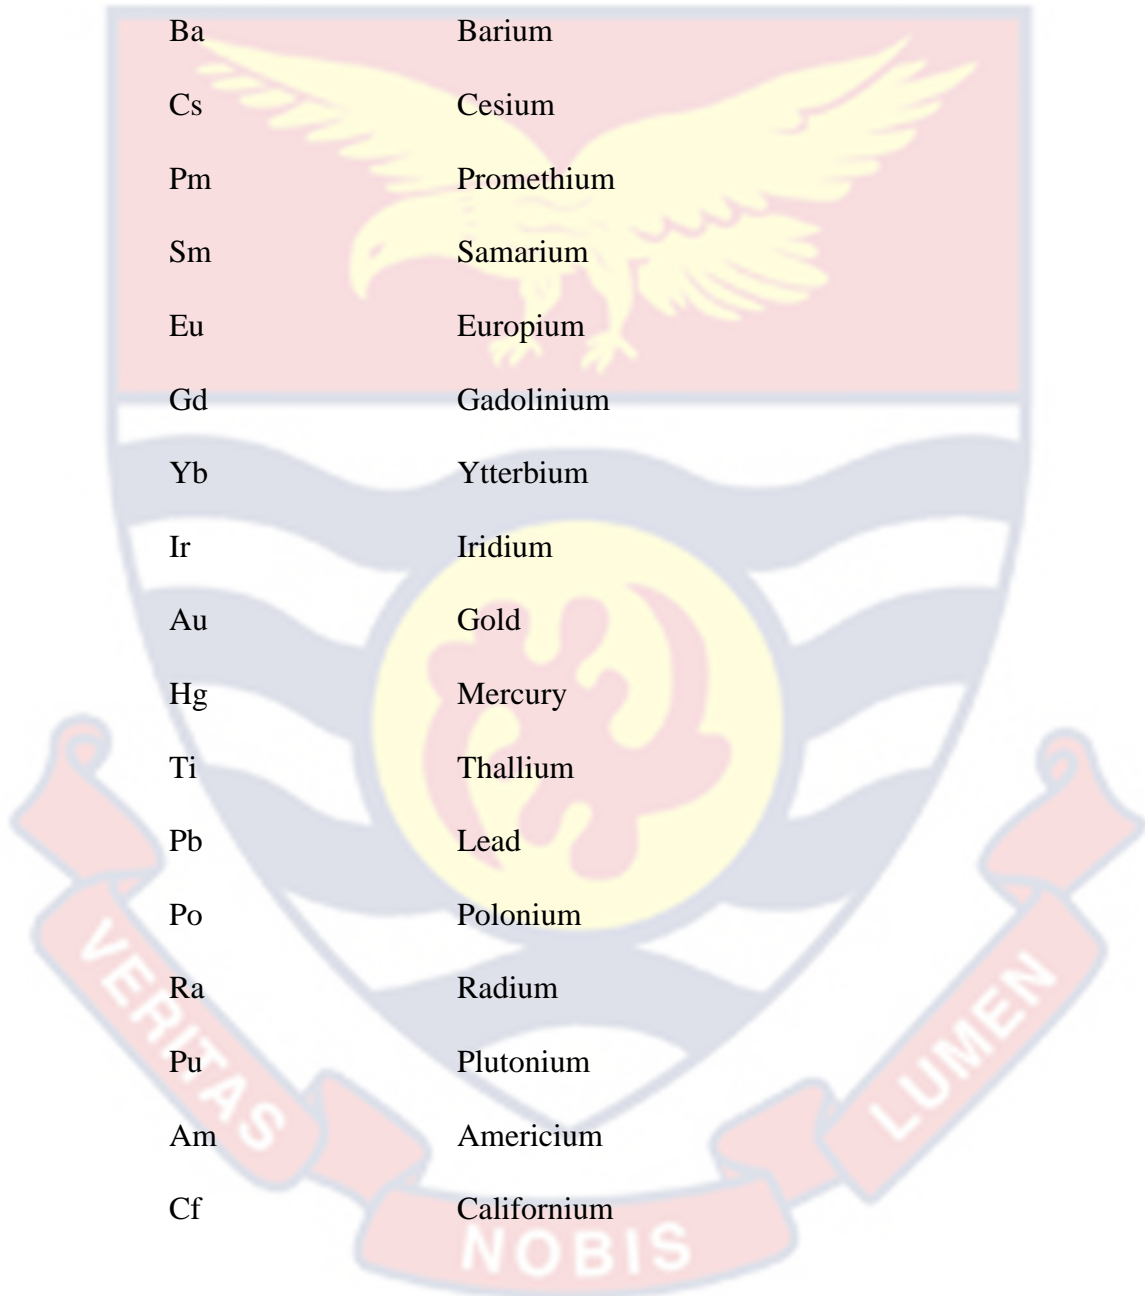 Ba Barium
Cs Cesium
Pm Promethium
Sm Samarium
Eu Europium
Gd Gadolinium
Yb Ytterbium
Ir Iridium
Au Gold
Hg Mercury
Ti Thallium
Pb Lead
Po Polonium
Ra Radium
Pu Plutonium
Am Americium
Cf Californium
VERITAS
NOBIS
LUMEN